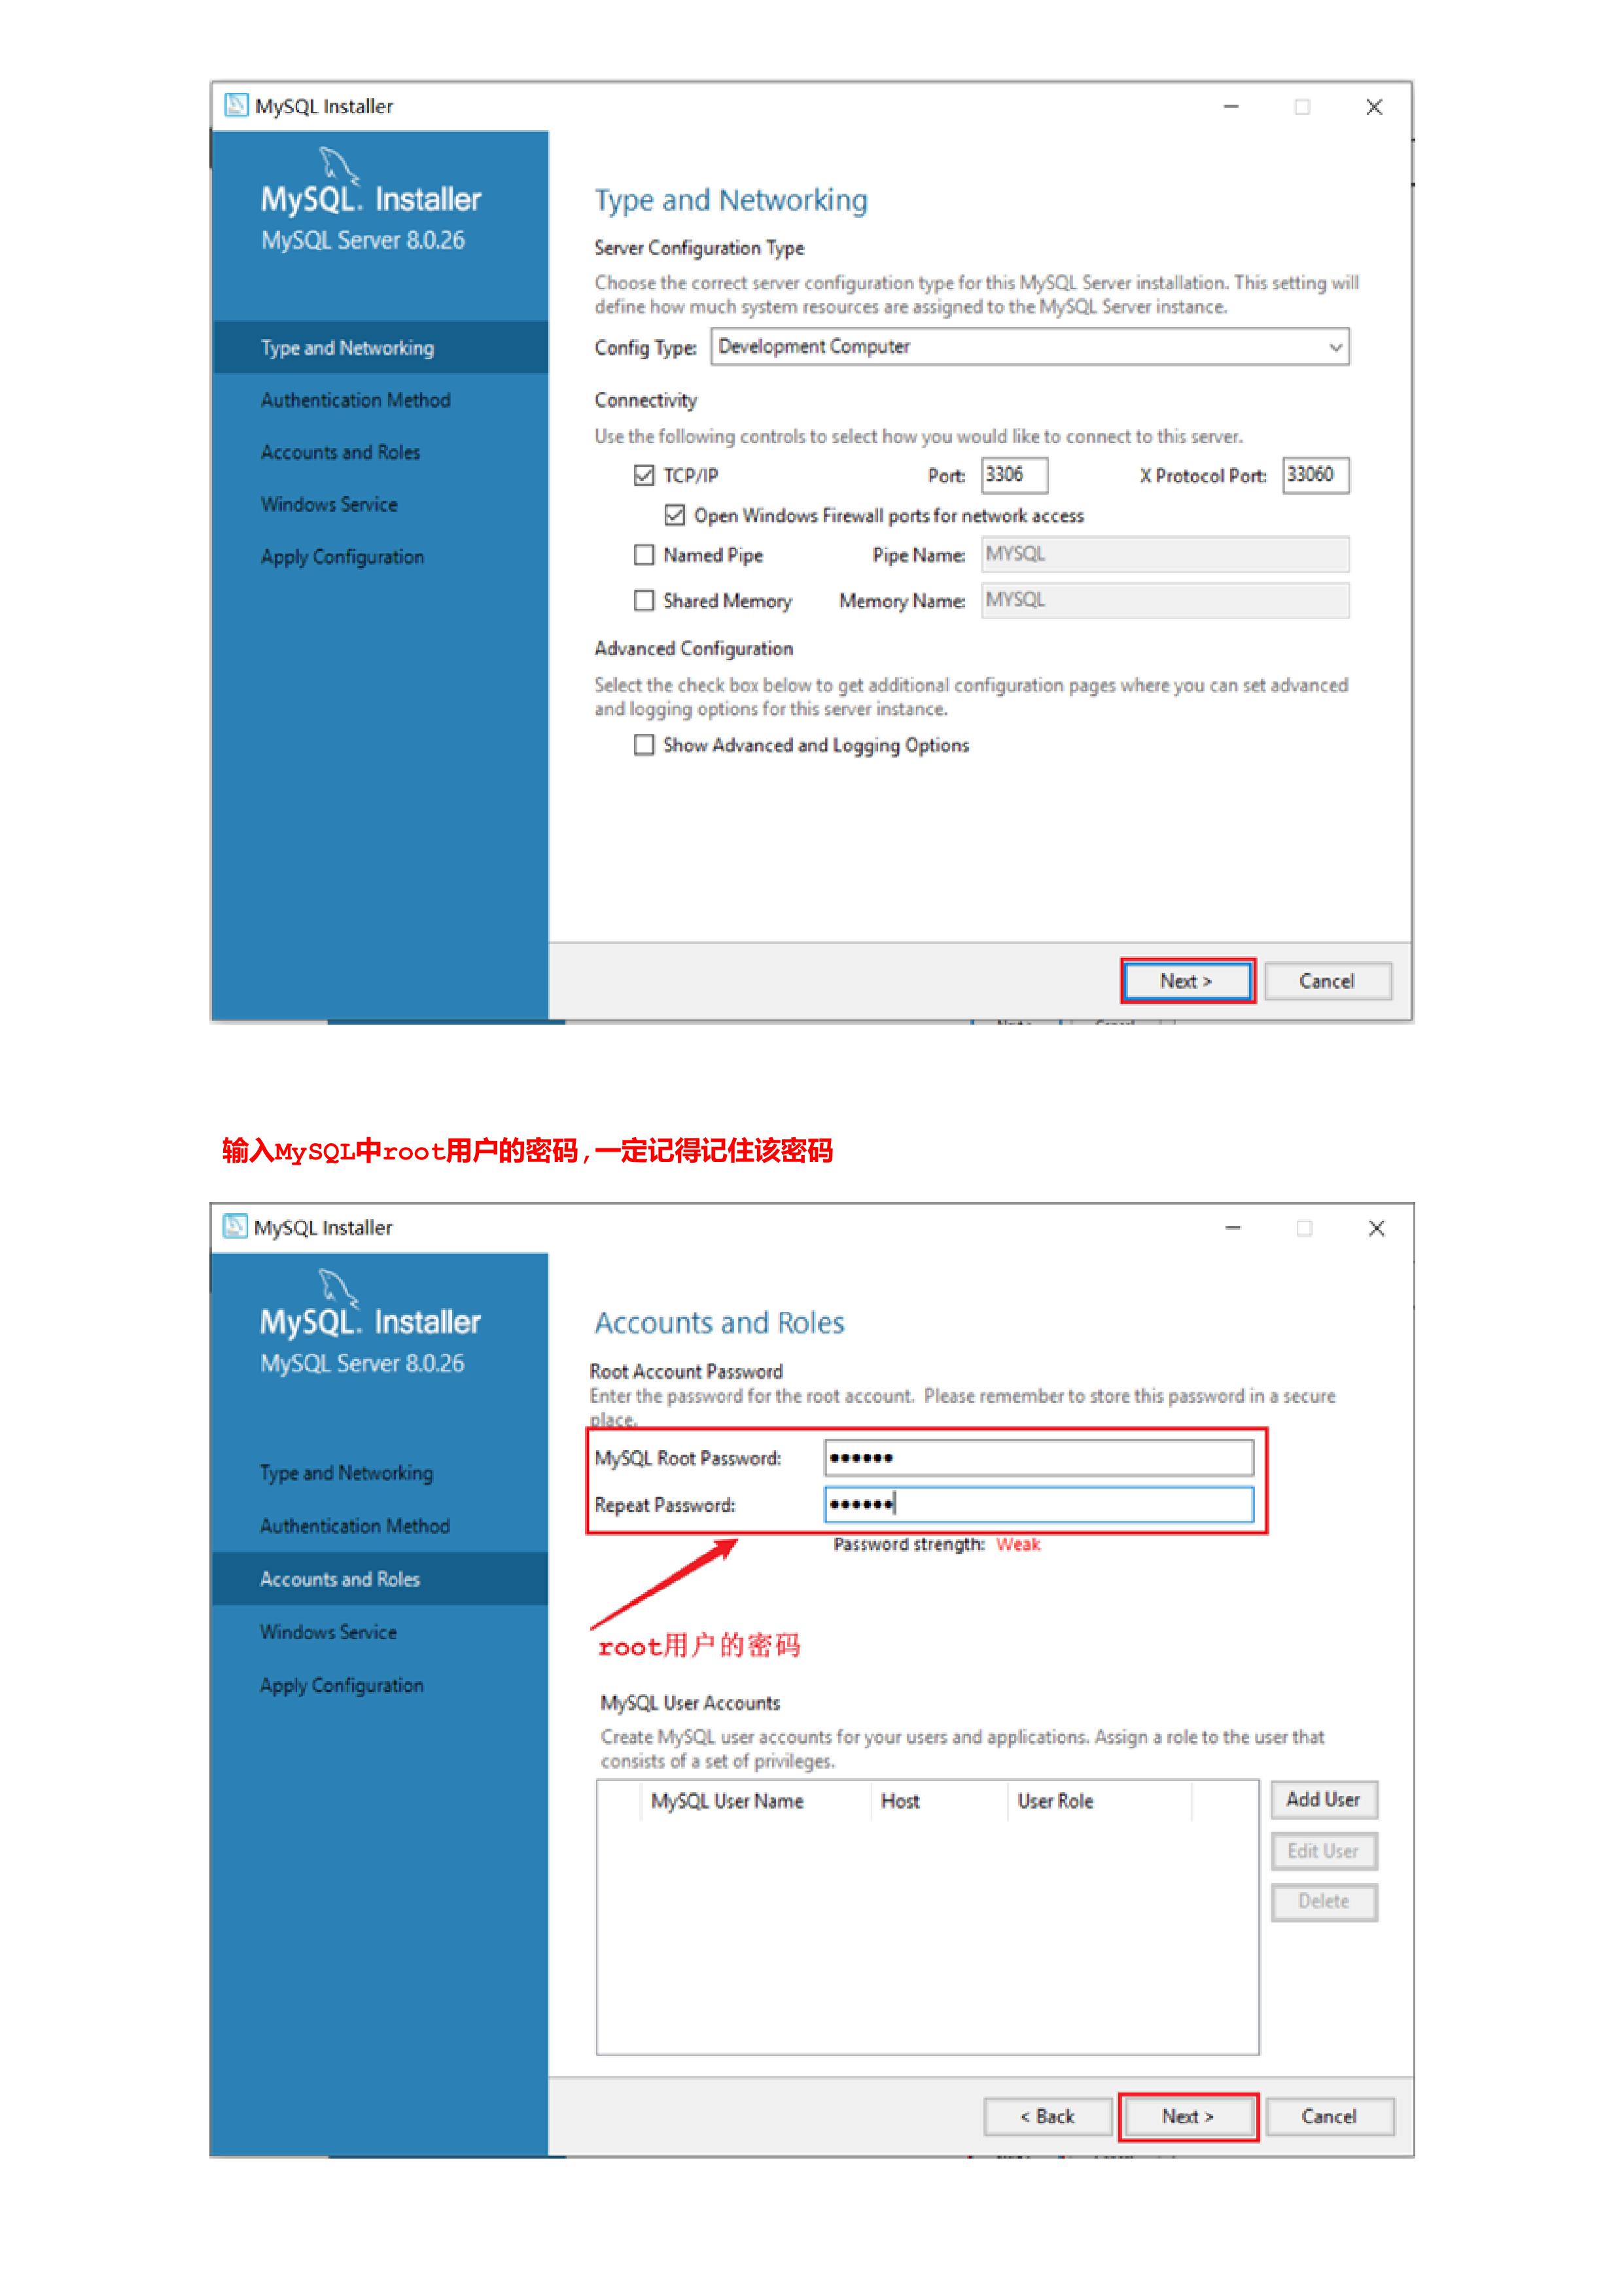 MySQL Installer
MySQL. Installer
MySQL Server 8.0.26
Type and Networking
Authentication Method
Accounts and Roles
Windows Service
Apply Configuration
Type and Networking
Server Configuration Type
Choose the correct server configuration type for this MySQL Server installation. This setting will
define how much system resources are assigned to the MySQL Server instance.
Config Type: Development Computer
Connectivity
Use the following controls to select how you would like to connect to this server.
TCP/IP Port: 3306 X Protocol Port: 33060
Open Windows Firewall ports for network access
Named Pipe Pipe Name: MYSQL
Shared Memory Memory Name: MYSQL
Advanced Configuration
Select the check box below to get additional configuration pages where you can set advanced
and logging options for this server instance.
Show Advanced and Logging Options
Next > Cancel
输入MySQL中root用户的密码,一定记得记住该密码
MySQL Installer
MySQL. Installer
MySQL Server 8.0.26
Type and Networking
Authentication Method
Accounts and Roles
Windows Service
Apply Configuration
Accounts and Roles
Root Account Password
Enter the password for the root account. Please remember to store this password in a secure
place.
MySQL Root Password: ●●●●●●
Repeat Password: ●●●●●●
Password strength: Weak
root用户的密码
MySQL User Accounts
Create MySQL user accounts for your users and applications. Assign a role to the user that
consists of a set of privileges.
MySQL User Name Host User Role
Add User
Edit User
Delete
< Back Next > Cancel